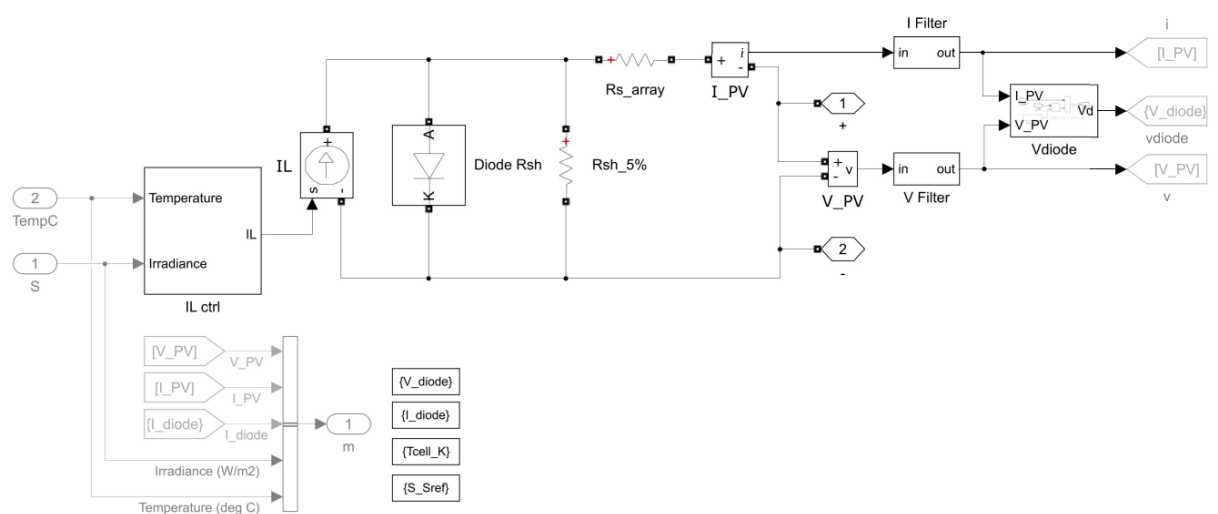 I Filter
i
in
out
[I_PV]
+
i
-
I_PV
Rs_array
I_PV
V_PV
Vd
Vdiode
{V_diode}
vdiode
1
+
IL
+
s
-
A
K
Diode Rsh
+
Rsh_5%
+
-
v
V_PV
in
out
V Filter
[V_PV]
v
2
TempC
Temperature
IL
1
S
Irradiance
IL ctrl
2
-
[V_PV]
V_PV
[I_PV]
I_PV
{I_diode}
I_diode
Irradiance (W/m2)
Temperature (deg C)
1
m
{V_diode}
{I_diode}
{Tcell_K}
{S_Sref}